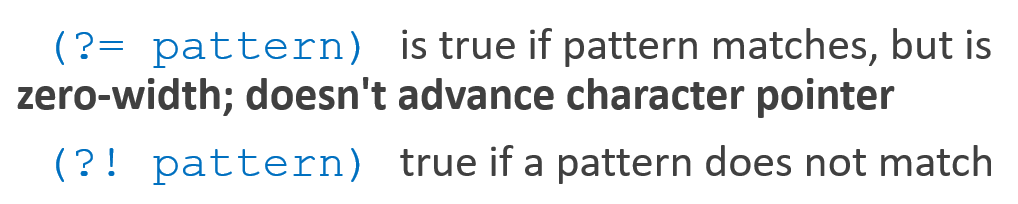 (?= pattern) is true if pattern matches, but is
zero-width; doesn't advance character pointer
(?! pattern) true if a pattern does not match